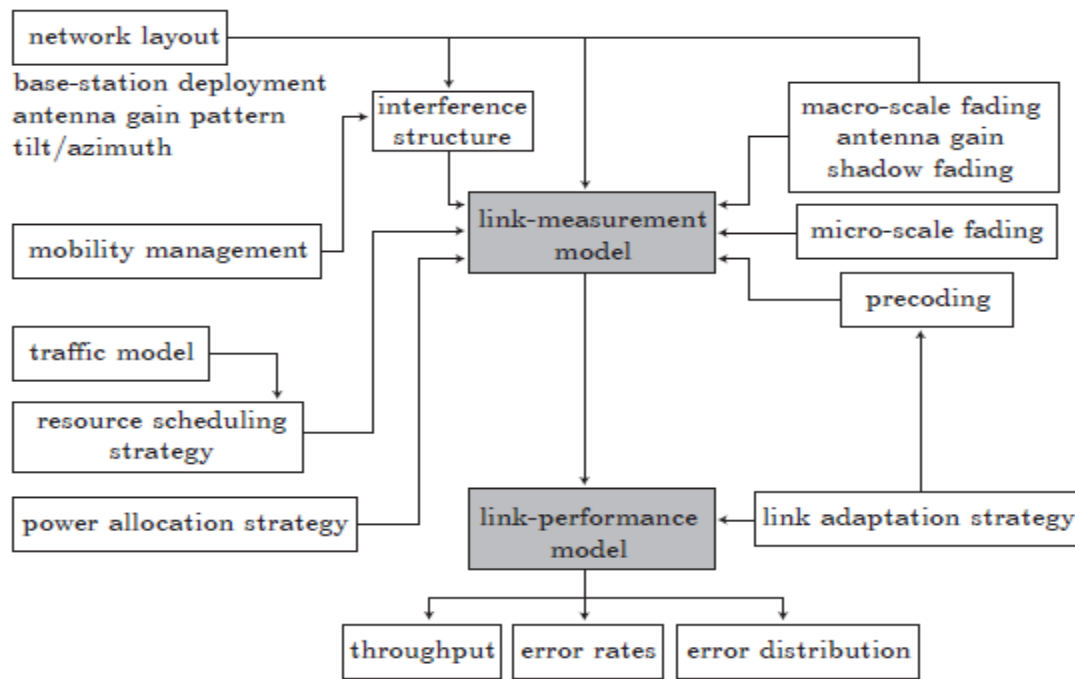 network layout
base-station deployment
antenna gain pattern
tilt/azimuth
interference
structure
macro-scale fading
antenna gain
shadow fading
mobility management
link-measurement
model
micro-scale fading
precoding
traffic model
resource scheduling
strategy
power allocation strategy
link-performance
model
link adaptation strategy
throughput
error rates
error distribution